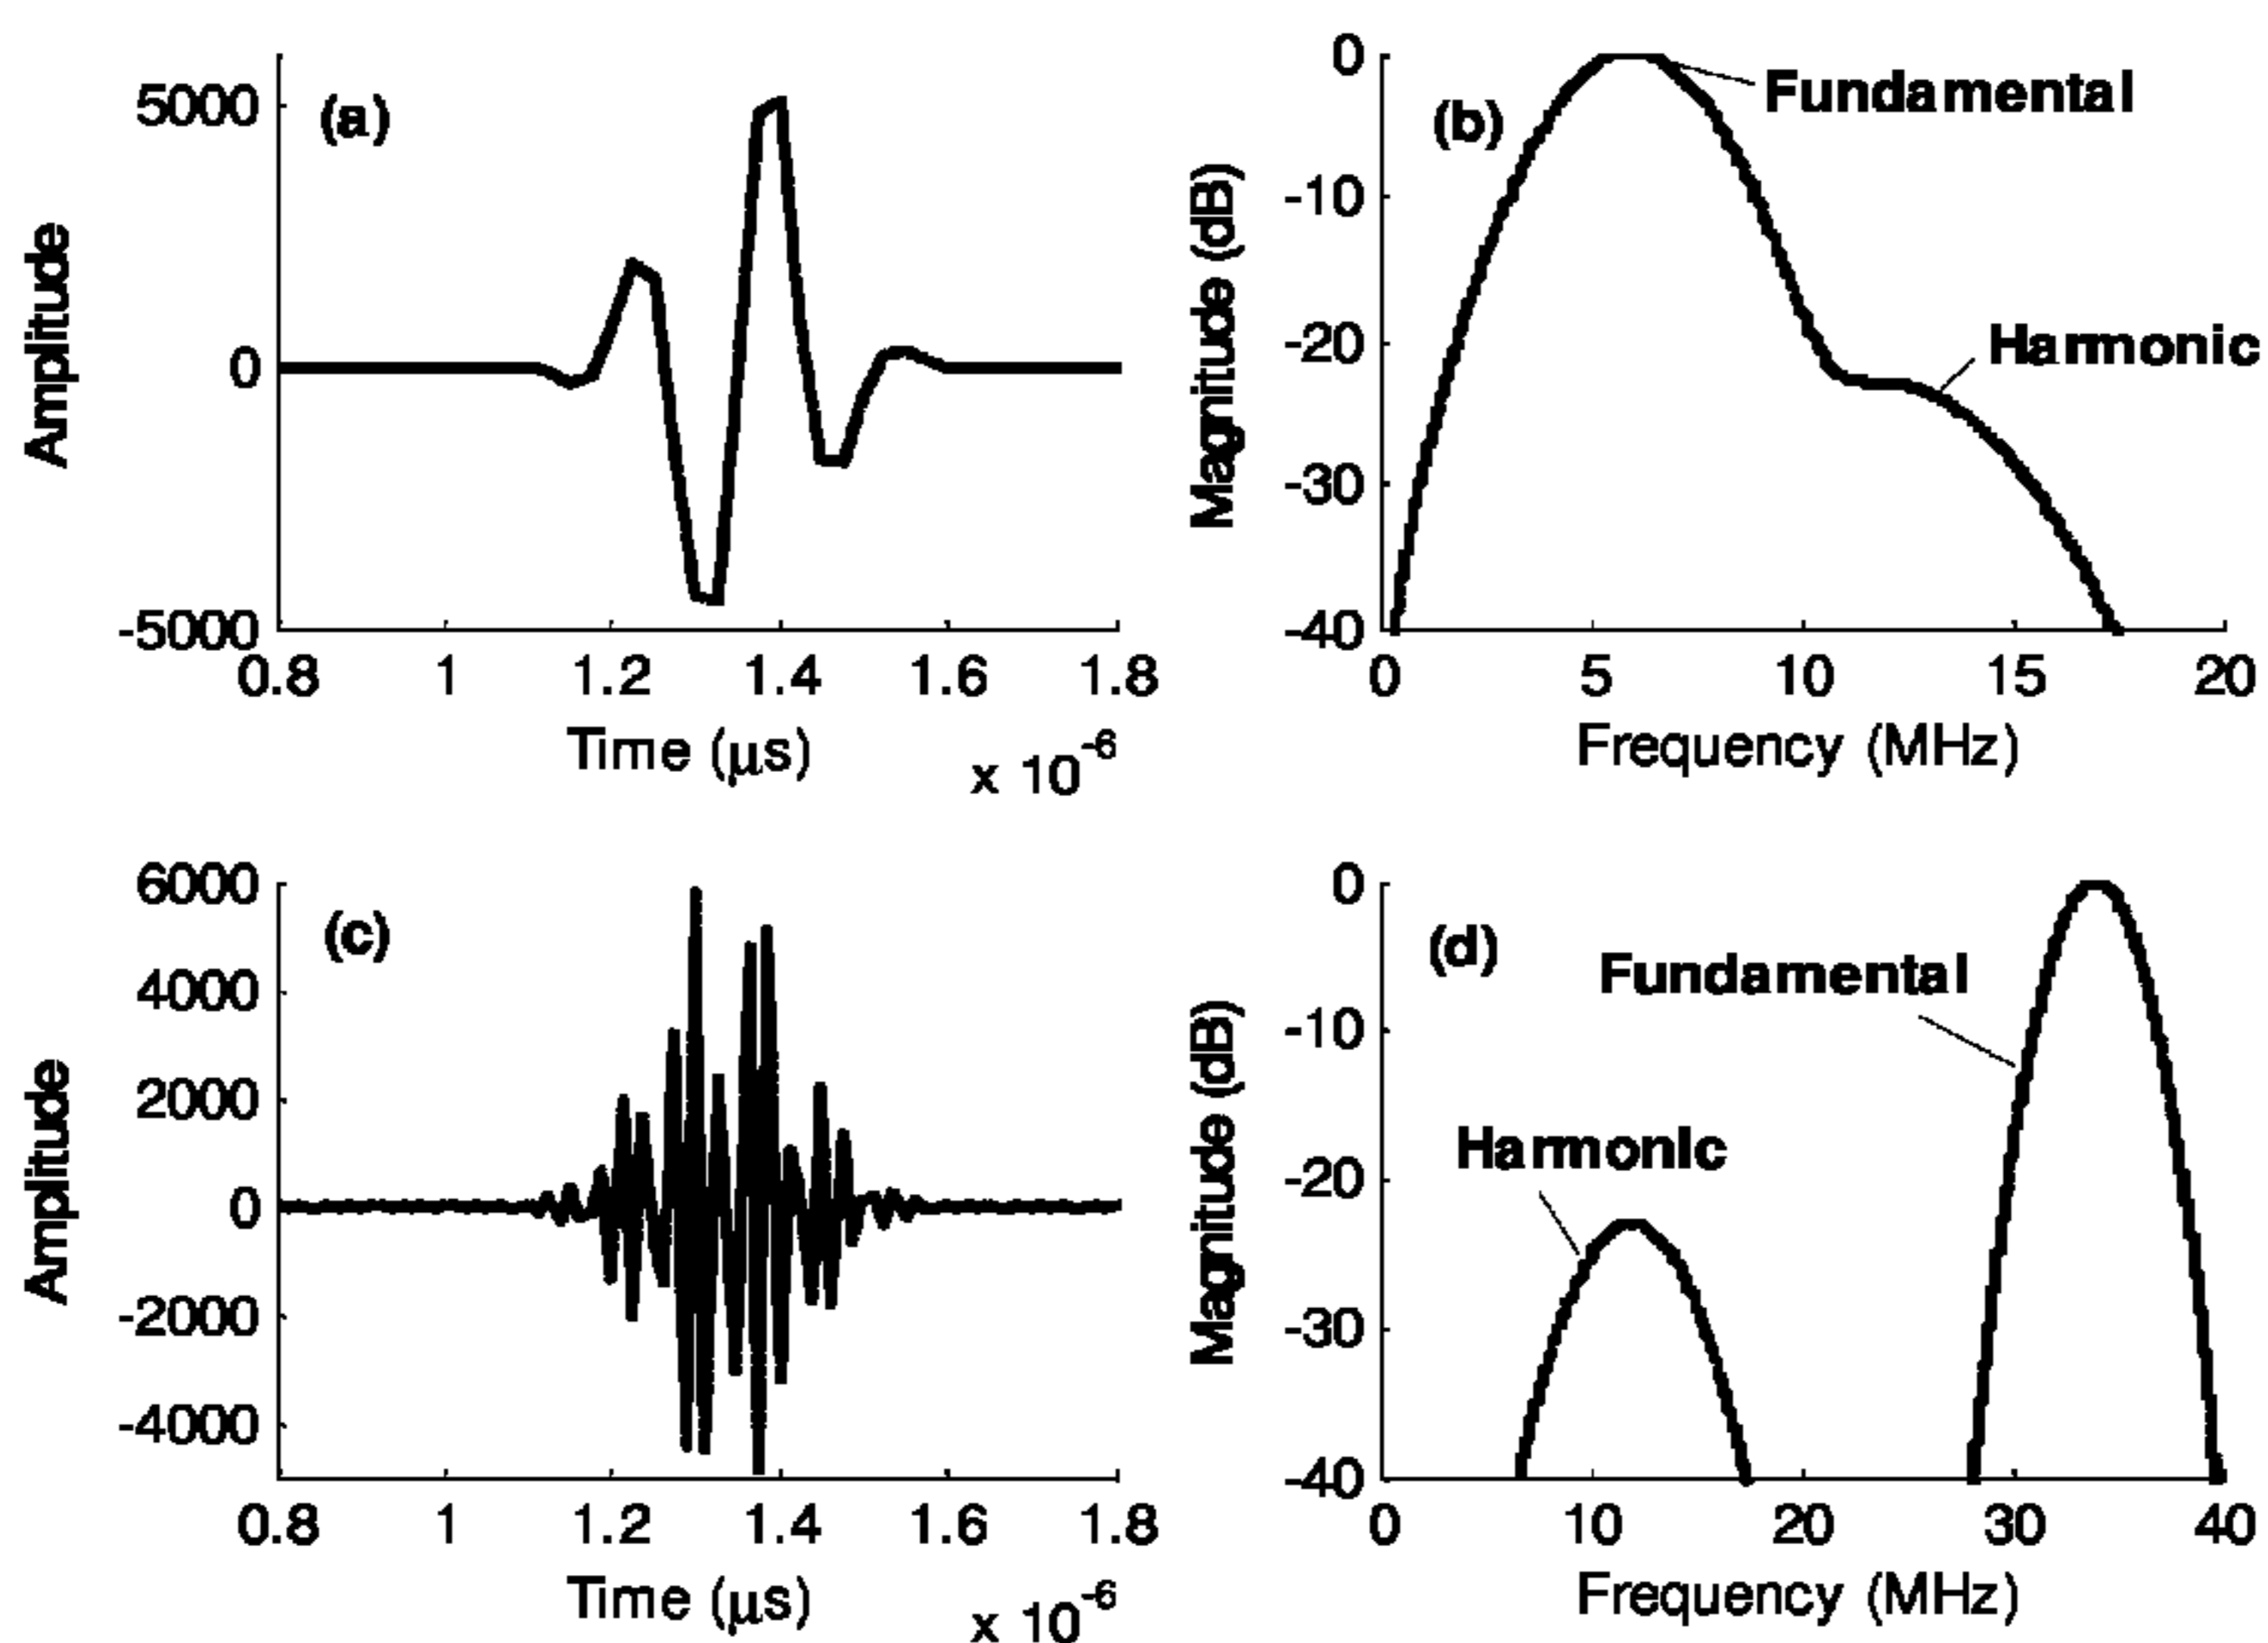 (a)
5000
0
-5000
Amplitude
0.8 1 1.2 1.4 1.6 1.8
Time (μs)
x 10-6
(b)
Fundamental
Harmonic
0
-10
-20
-30
-40
Magnitude (dB)
0 5 10 15 20
Frequency (MHz)
(c)
6000
4000
2000
0
-2000
-4000
Amplitude
0.8 1 1.2 1.4 1.6 1.8
Time (μs)
x 10-6
(d)
Fundamental
Harmonic
0
-10
-20
-30
-40
Magnitude (dB)
0 10 20 30 40
Frequency (MHz)